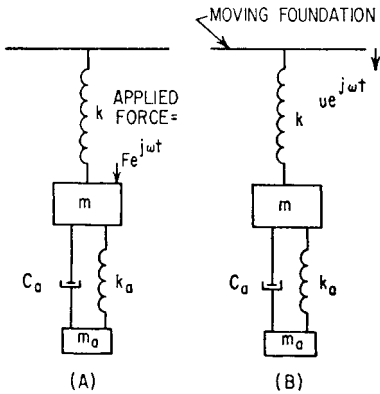 MOVING FOUNDATION
APPLIED
FORCE=
k
Fe^{jωt}
m
C_a
k_a
m_a
(A)
ue^{jωt}
k
m
C_a
k_a
m_a
(B)